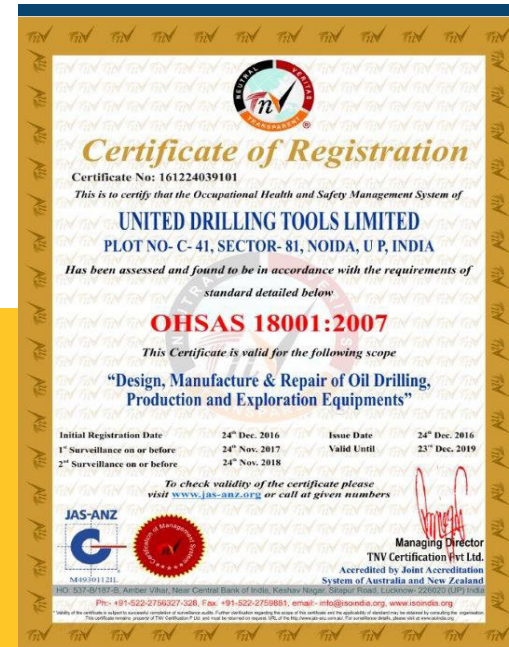 NEUTRAL VERITAS
TNV
TRANSPARENT
®
Certificate of Registration
Certificate No: 161224039101
This is to certify that the Occupational Health and Safety Management System of
UNITED DRILLING TOOLS LIMITED
PLOT NO- C- 41, SECTOR- 81, NOIDA, U P, INDIA
Has been assessed and found to be in accordance with the requirements of
standard detailed below
OHSAS 18001:2007
This Certificate is valid for the following scope
“Design, Manufacture & Repair of Oil Drilling,
Production and Exploration Equipments”
Initial Registration Date 24th Dec. 2016 Issue Date 24th Dec. 2016
1st Surveillance on or before 24th Nov. 2017 Valid Until 23rd Dec. 2019
2nd Surveillance on or before 24th Nov. 2018
To check validity of the certificate please
visit www.jas-anz.org or call at given numbers
JAS-ANZ
Certification of Management System
Managing Director
TNV Certification Pvt Ltd.
Accredited by Joint Accreditation
System of Australia and New Zealand
HO: 537-B/187-B, Amber Vihar, Near Central Bank of India, Keshav Nagar, Sitapur Road, Lucknow- 226020 (UP) India
Ph:- +91-522-2756327-328, Fax: +91-522-2759881, email:- info@isoindia.org, www.isoindia.org